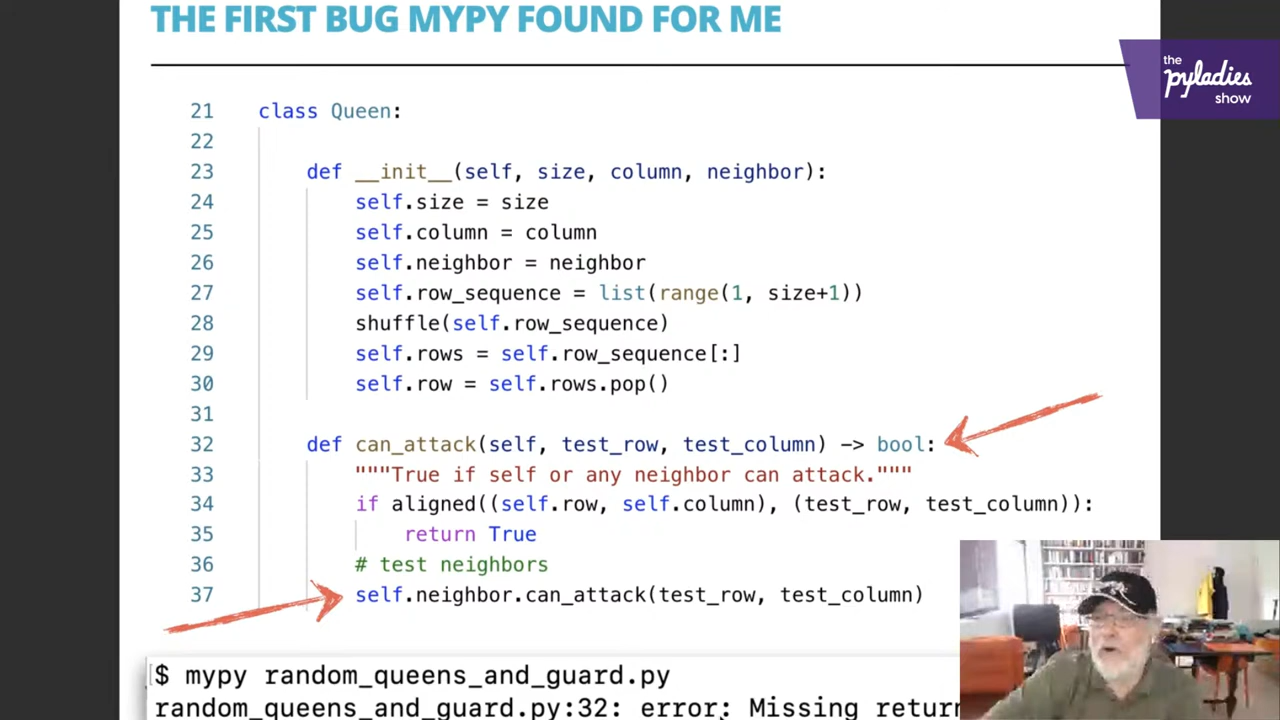 THE FIRST BUG MYPY FOUND FOR ME
the
pyladies
show
21 class Queen:
22
23 def __init__(self, size, column, neighbor):
24 self.size = size
25 self.column = column
26 self.neighbor = neighbor
27 self.row_sequence = list(range(1, size+1))
28 shuffle(self.row_sequence)
29 self.rows = self.row_sequence[:]
30 self.row = self.rows.pop()
31
32 def can_attack(self, test_row, test_column) -> bool:
33 """True if self or any neighbor can attack."""
34 if aligned((self.row, self.column), (test_row, test_column)):
35 return True
36 # test neighbors
37 self.neighbor.can_attack(test_row, test_column)
$ mypy random_queens_and_guard.py
random_queens_and_guard.py:32: error: Missing return